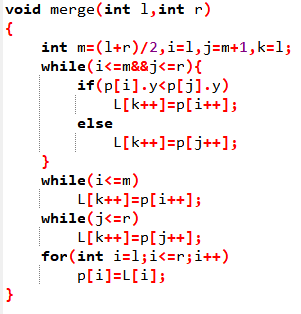 void merge(int l,int r)
{
    int m=(l+r)/2,i=l,j=m+1,k=l;
    while(i<=m&&j<=r){
        if(p[i].y<p[j].y)
            L[k++]=p[i++];
        else
            L[k++]=p[j++];
    }
    while(i<=m)
        L[k++]=p[i++];
    while(j<=r)
        L[k++]=p[j++];
    for(int i=l;i<=r;i++)
        p[i]=L[i];
}